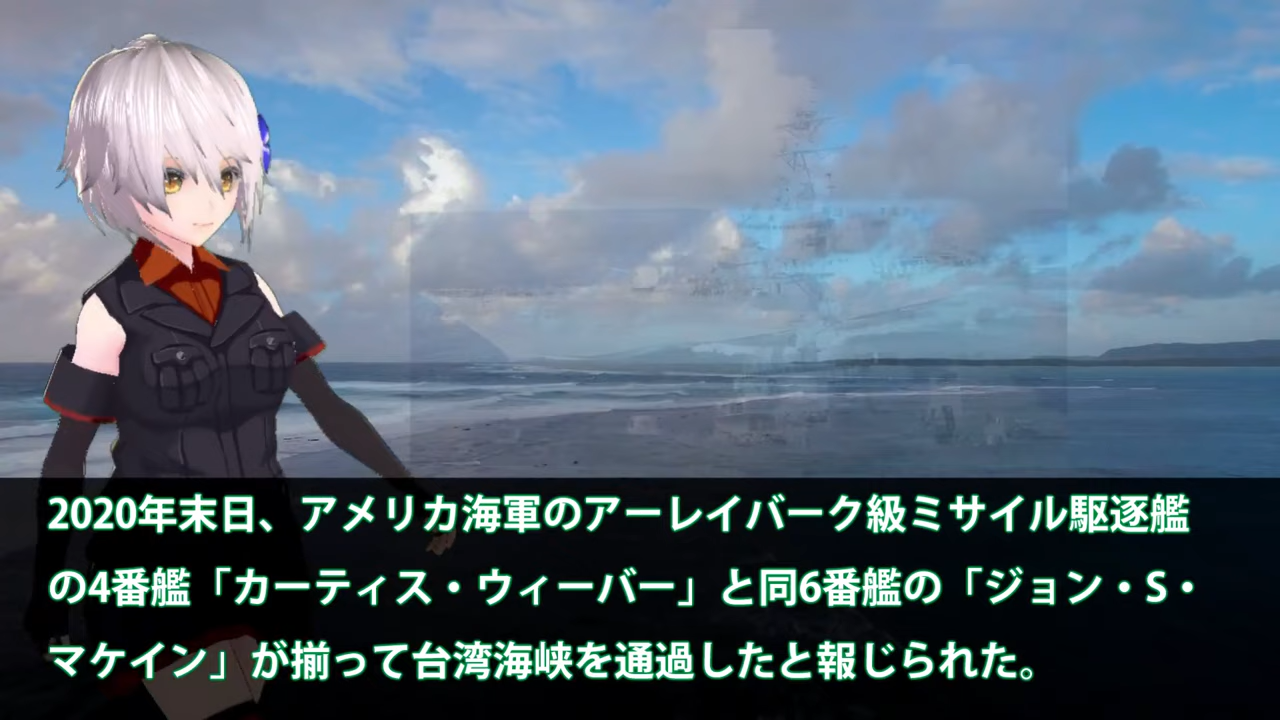 2020年末日、アメリカ海軍のアーレイバーク級ミサイル駆逐艦
の4番艦「カーティス・ウィーバー」と同6番艦の「ジョン・S・
マケイン」が揃って台湾海峡を通過したと報じられた。